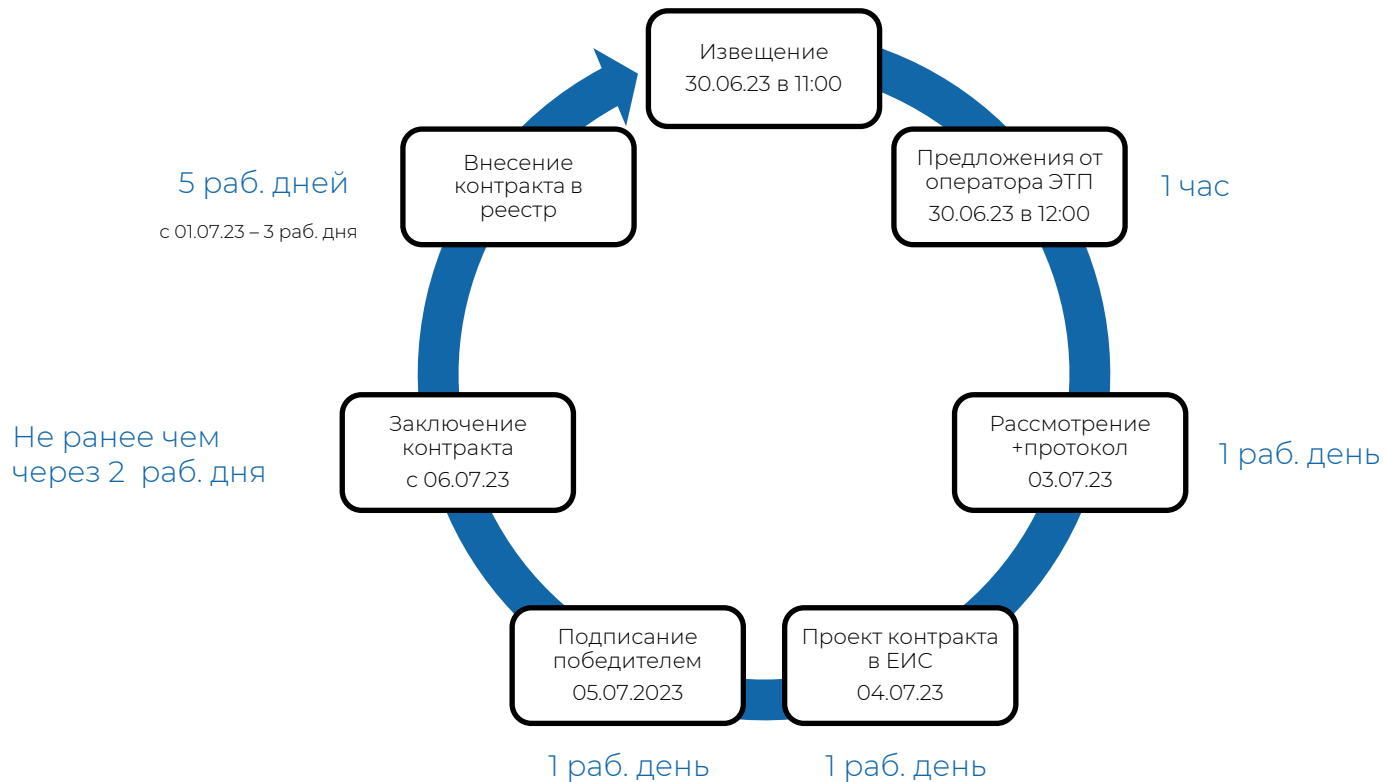 Извещение
30.06.23 в 11:00
Предложения от
оператора ЭТП
30.06.23 в 12:00
1 час
Рассмотрение
+протокол
03.07.23
1 раб. день
Проект контракта
в ЕИС
04.07.23
1 раб. день
Подписание
победителем
05.07.2023
1 раб. день
Заключение
контракта
с 06.07.23
Не ранее чем
через 2 раб. дня
Внесение
контракта в
реестр
5 раб. дней
с 01.07.23 – 3 раб. дня